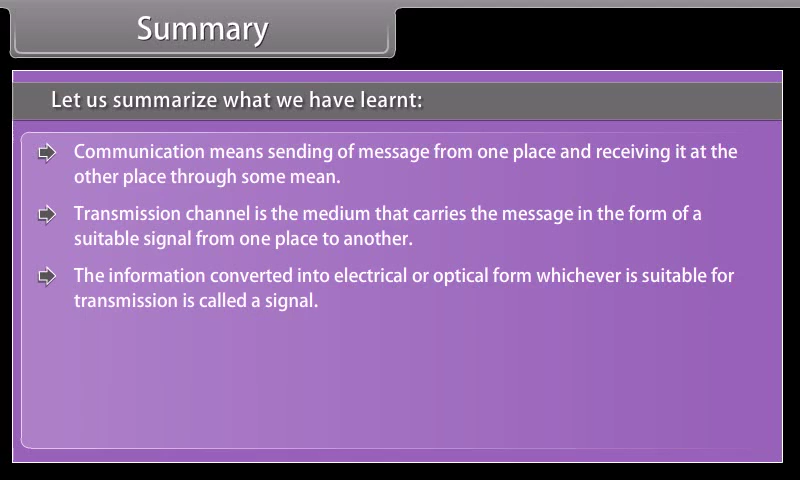 Summary
Let us summarize what we have learnt:
Communication means sending of message from one place and receiving it at the
other place through some mean.
Transmission channel is the medium that carries the message in the form of a
suitable signal from one place to another.
The information converted into electrical or optical form whichever is suitable for
transmission is called a signal.